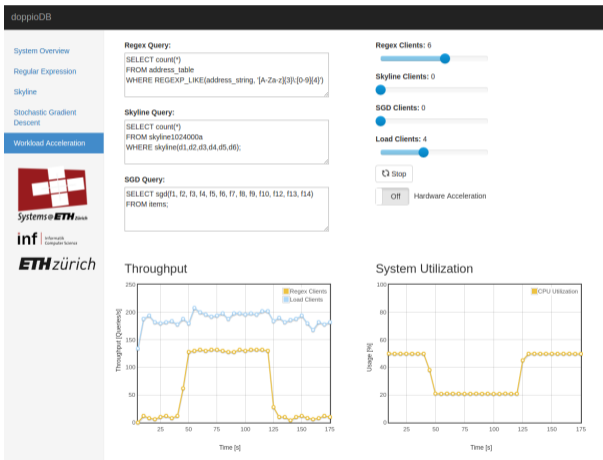 doppioDB
System Overview
Regular Expression
Skyline
Stochastic Gradient
Descent
Workload Acceleration
Systems@ETH Zürich
inf Informatik
Computer Science
ETH zürich
Regex Query:
SELECT count(*)
FROM address_table
WHERE REGEXP_LIKE(address_string, '[A-Za-z]{3}\:[0-9]{4}')
Skyline Query:
SELECT count(*)
FROM skyline1024000a
WHERE skyline(d1,d2,d3,d4,d5,d6);
SGD Query:
SELECT sgd(f1, f2, f3, f4, f5, f6, f7, f8, f9, f10, f12, f13, f14)
FROM items;
Regex Clients: 6
Skyline Clients: 0
SGD Clients: 0
Load Clients: 4
Stop
Off Hardware Acceleration
Throughput
Regex Clients
Load Clients
Throughput [Queries/s]
250
200
150
100
50
0
25 50 75 100 125 150 175
Time [s]
System Utilization
CPU Utilization
Usage [%]
100
80
60
40
20
0
25 50 75 100 125 150 175
Time [s]